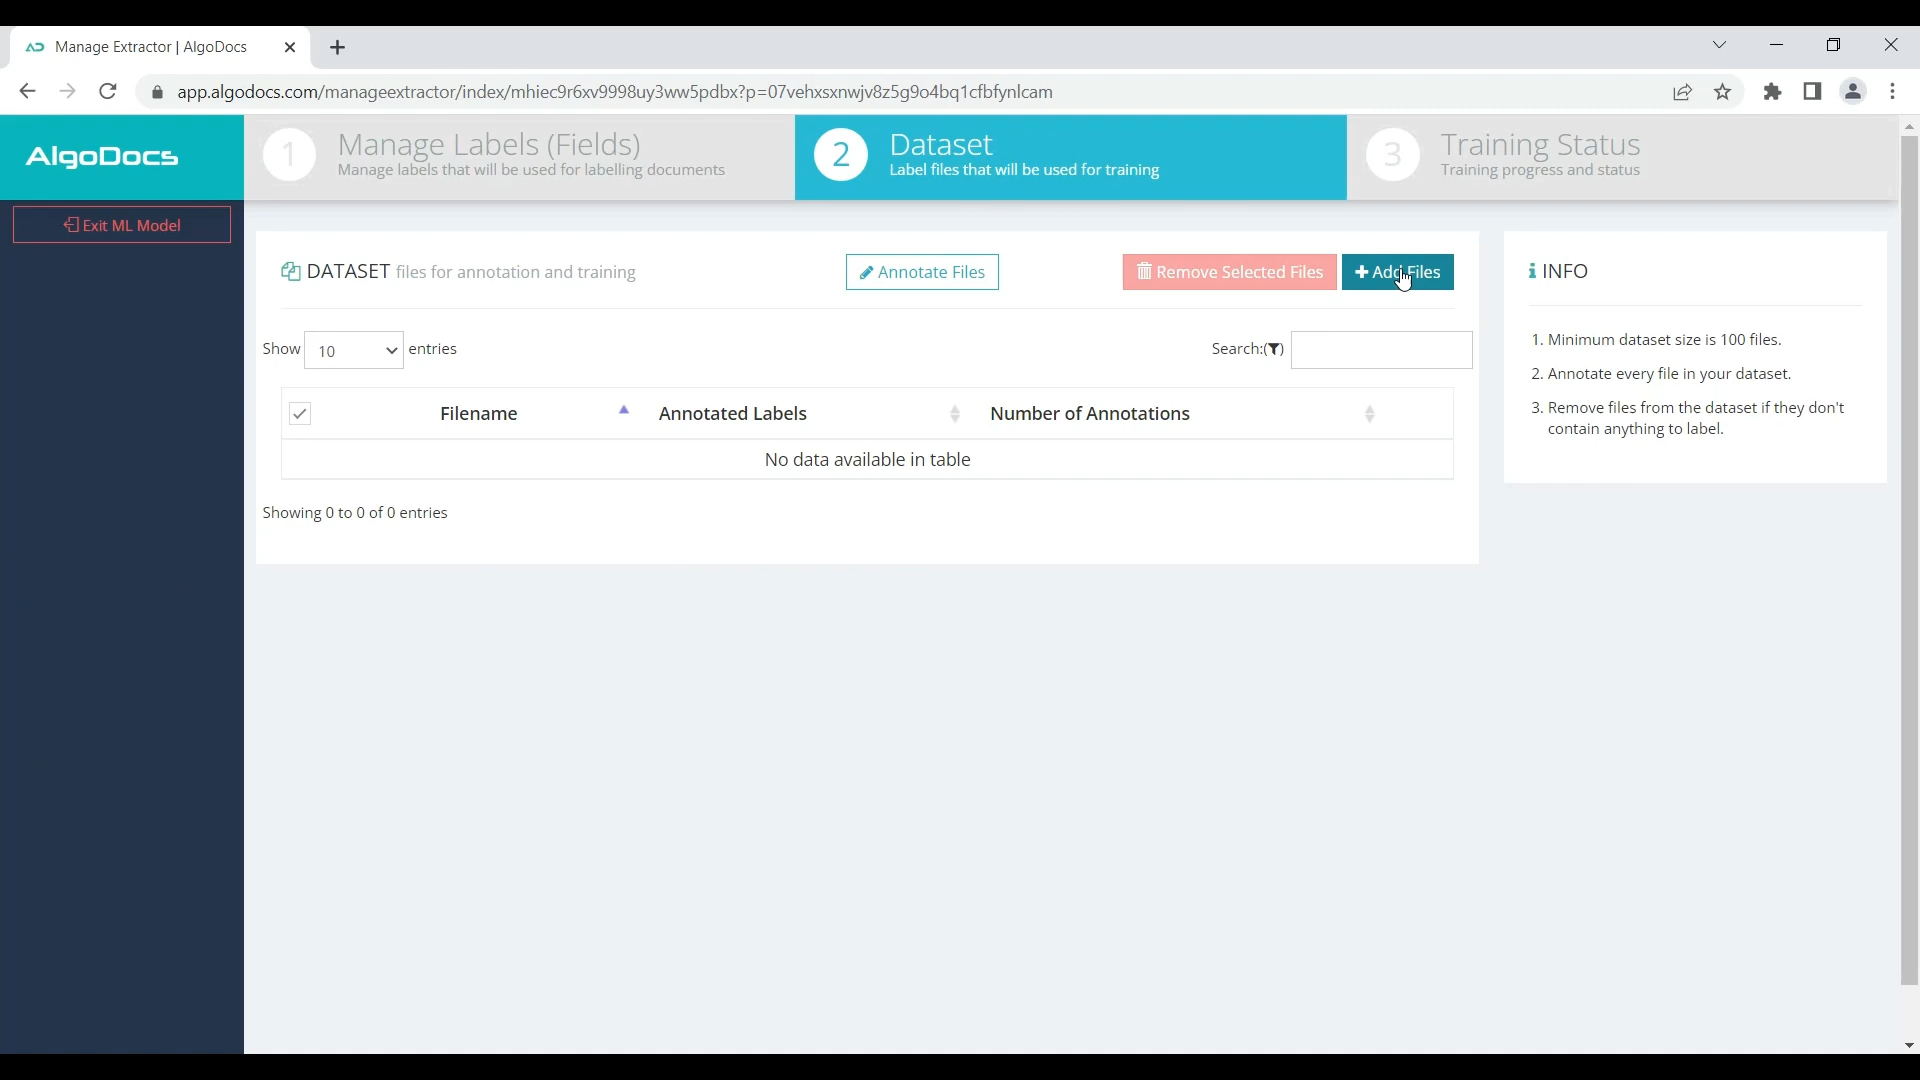 Manage Extractor | AlgoDocs
app.algodocs.com/manageextractor/index/mhiec9r6xv9998uy3ww5pdbx?p=07vehxsxnwjv8z5g9o4bq1cfbfynlcam
AlgoDocs
1 Manage Labels (Fields)
Manage labels that will be used for labelling documents
2 Dataset
Label files that will be used for training
3 Training Status
Training progress and status
Exit ML Model
DATASET files for annotation and training
Annotate Files
Remove Selected Files
+ Add Files
i INFO
Show 10 entries
Search:( )
1. Minimum dataset size is 100 files.
2. Annotate every file in your dataset.
3. Remove files from the dataset if they don't
contain anything to label.
Filename Annotated Labels Number of Annotations
No data available in table
Showing 0 to 0 of 0 entries